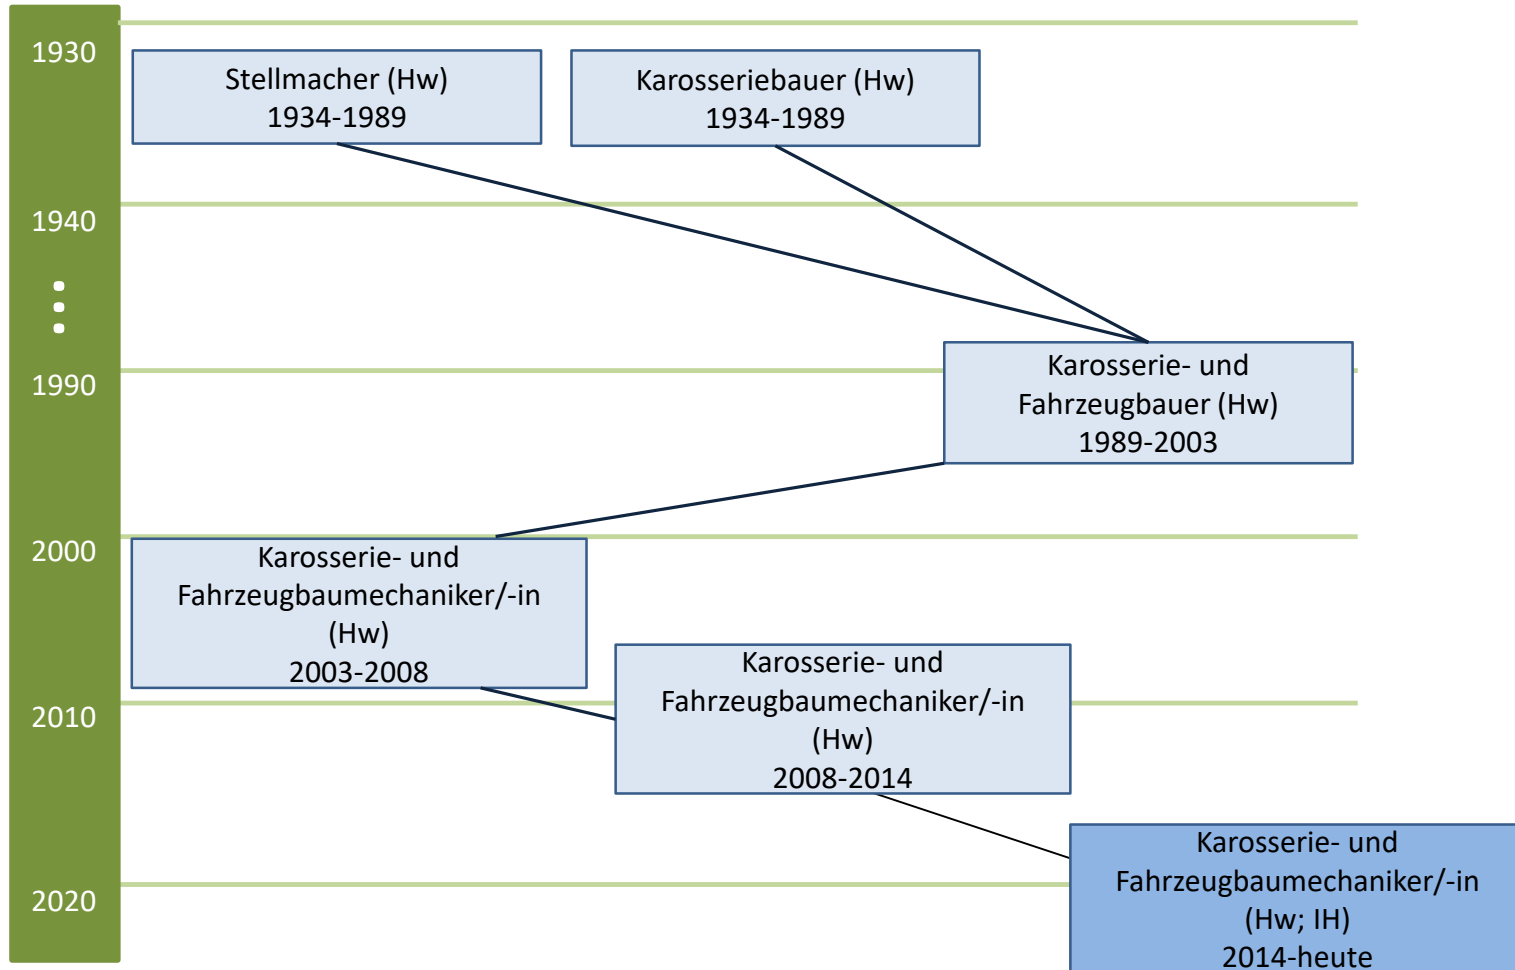 1930
Stellmacher (Hw)
1934-1989
Karosseriebauer (Hw)
1934-1989
1940
...
1990
Karosserie- und
Fahrzeugbauer (Hw)
1989-2003
2000
Karosserie- und
Fahrzeugbaumechaniker/-in
(Hw)
2003-2008
Karosserie- und
Fahrzeugbaumechaniker/-in
(Hw)
2008-2014
2010
Karosserie- und
Fahrzeugbaumechaniker/-in
(Hw; IH)
2014-heute
2020